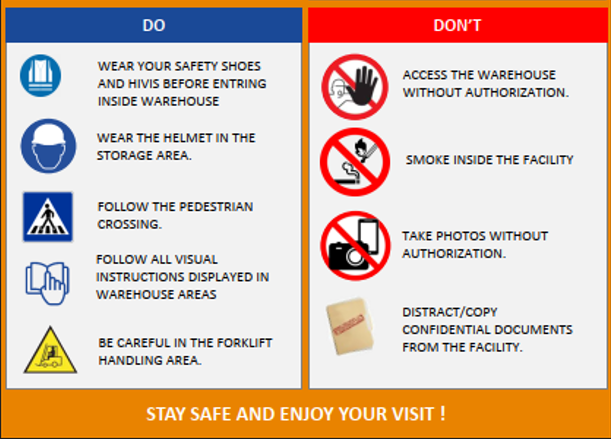 DO
WEAR YOUR SAFETY SHOES
AND HIVIS BEFORE ENTRING
INSIDE WAREHOUSE
WEAR THE HELMET IN THE
STORAGE AREA.
FOLLOW THE PEDESTRIAN
CROSSING.
FOLLOW ALL VISUAL
INSTRUCTIONS DISPLAYED IN
WAREHOUSE AREAS
BE CAREFUL IN THE FORKLIFT
HANDLING AREA.
DON'T
ACCESS THE WAREHOUSE
WITHOUT AUTHORIZATION.
SMOKE INSIDE THE FACILITY
TAKE PHOTOS WITHOUT
AUTHORIZATION.
DISTRACT/COPY
CONFIDENTIAL DOCUMENTS
FROM THE FACILITY.
STAY SAFE AND ENJOY YOUR VISIT !